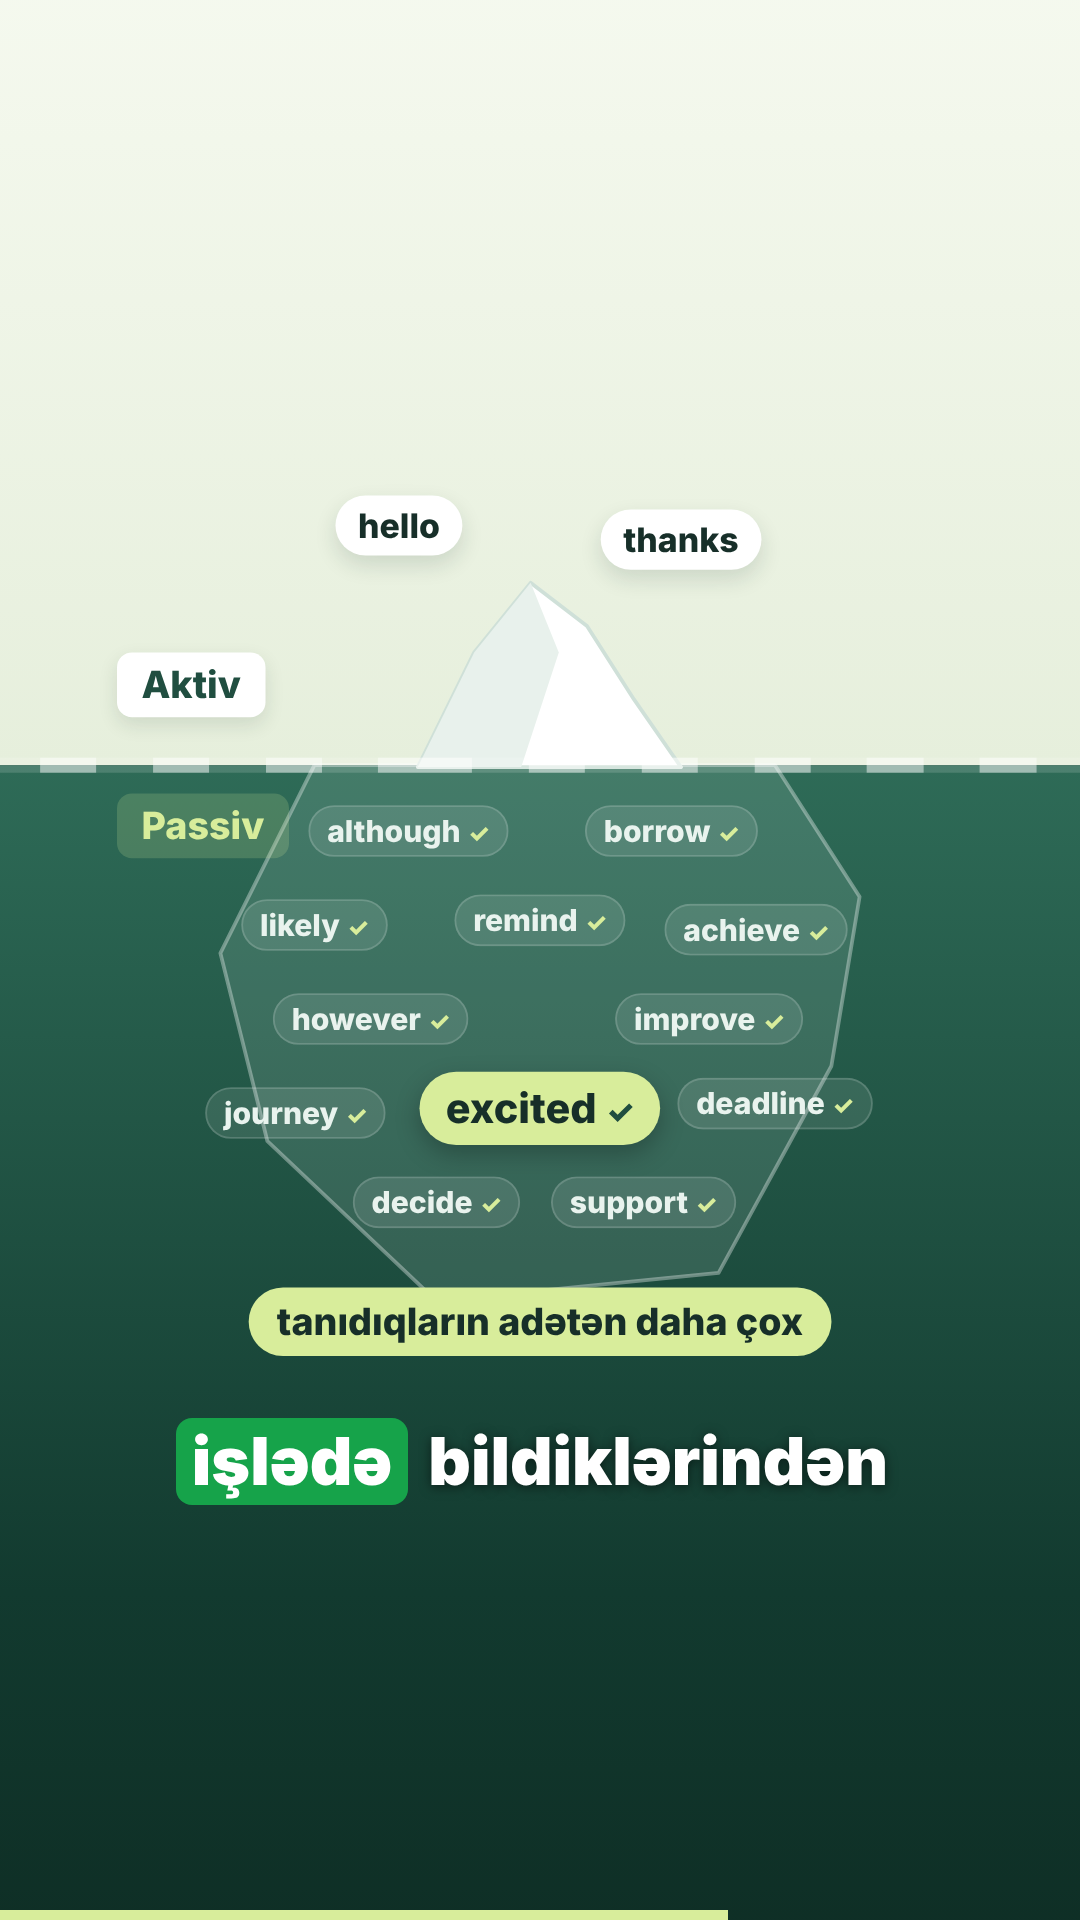 hello
thanks
Aktiv
Passiv
although ✓
borrow ✓
likely ✓
remind ✓
achieve ✓
however ✓
improve ✓
journey ✓
excited ✓
deadline ✓
decide ✓
support ✓
tanıdıqların adətən daha çox
işlədə bildiklərindən